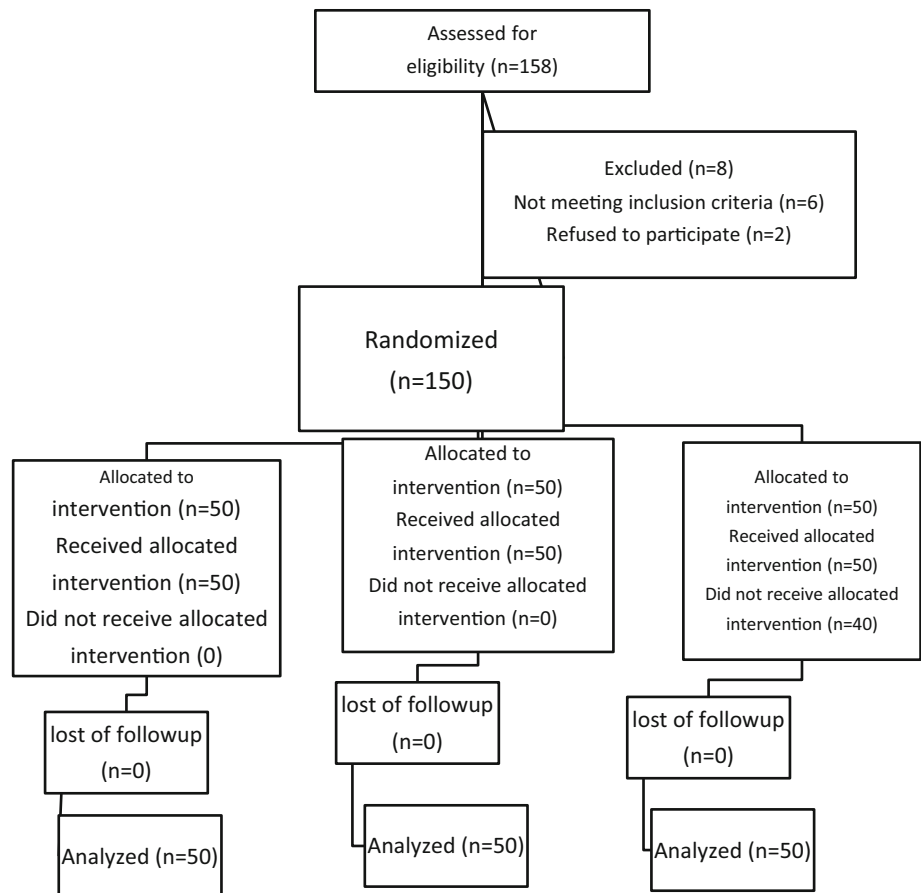 Assessed for
eligibility (n=158)
Excluded (n=8)
Not meeting inclusion criteria (n=6)
Refused to participate (n=2)
Randomized
(n=150)
Allocated to
intervention (n=50)
Received allocated
intervention (n=50)
Did not receive allocated
intervention (0)
Allocated to
intervention (n=50)
Received allocated
intervention (n=50)
Did not receive allocated
intervention (n=0)
Allocated to
intervention (n=50)
Received allocated
intervention (n=50)
Did not receive allocated
intervention (n=40)
lost of followup
(n=0)
lost of followup
(n=0)
lost of followup
(n=0)
Analyzed (n=50)
Analyzed (n=50)
Analyzed (n=50)